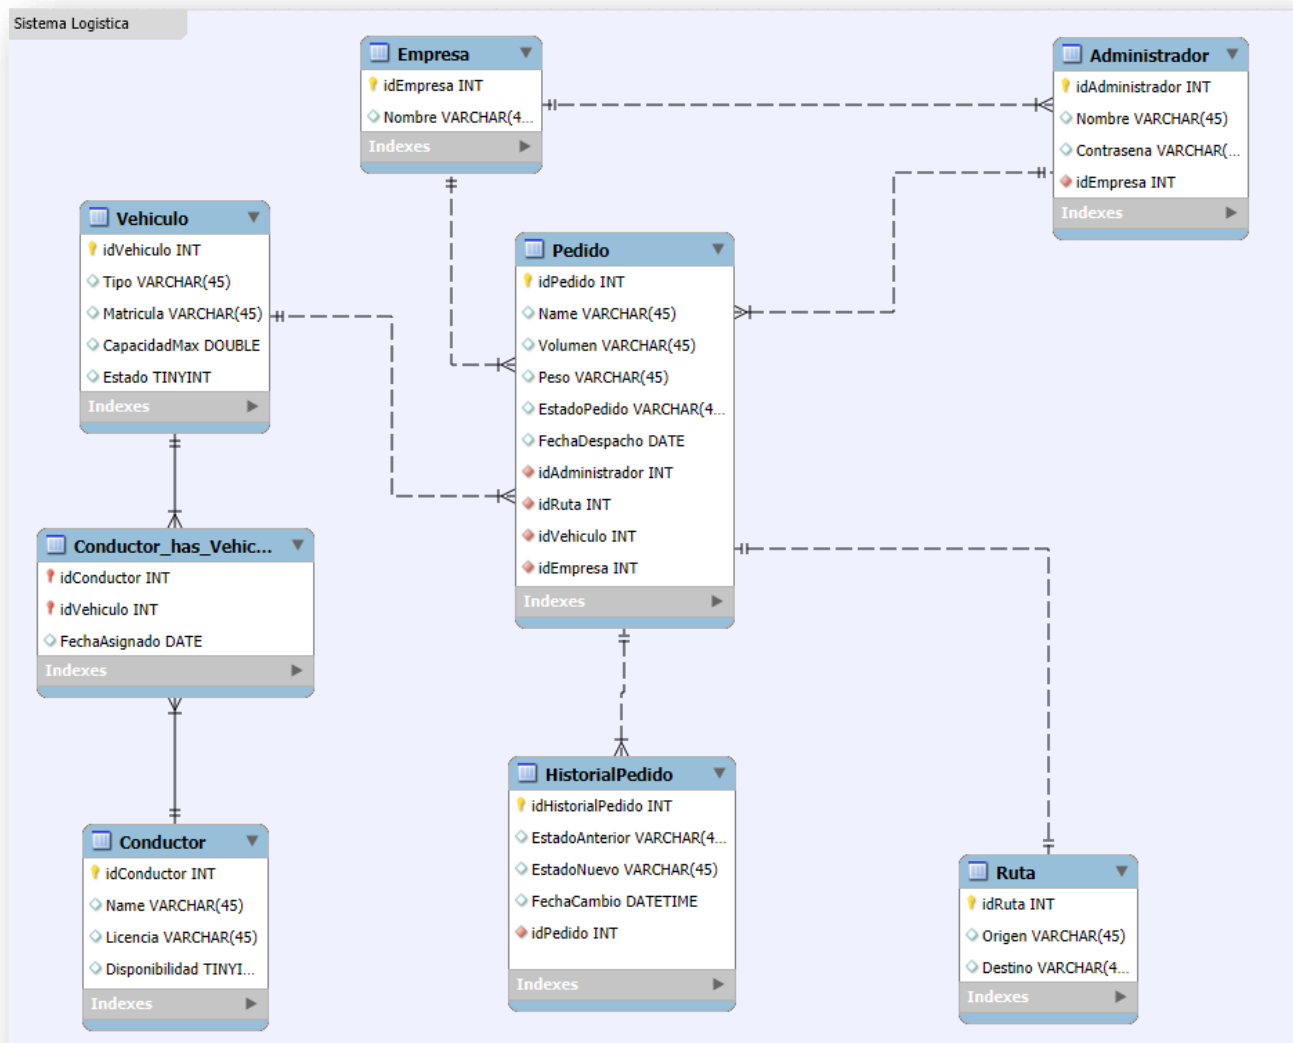 Sistema Logistica
Empresa
idEmpresa INT
Nombre VARCHAR(4...
Indexes
Administrador
idAdministrador INT
Nombre VARCHAR(45)
Contrasena VARCHAR(...
idEmpresa INT
Indexes
Vehiculo
idVehiculo INT
Tipo VARCHAR(45)
Matricula VARCHAR(45)
CapacidadMax DOUBLE
Estado TINYINT
Indexes
Pedido
idPedido INT
Name VARCHAR(45)
Volumen VARCHAR(45)
Peso VARCHAR(45)
EstadoPedido VARCHAR(4...
FechaDespacho DATE
idAdministrador INT
idRuta INT
idVehiculo INT
idEmpresa INT
Indexes
Conductor_has_Vehic...
idConductor INT
idVehiculo INT
FechaAsignado DATE
Indexes
HistorialPedido
idHistorialPedido INT
EstadoAnterior VARCHAR(4...
EstadoNuevo VARCHAR(45)
FechaCambio DATETIME
idPedido INT
Indexes
Conductor
idConductor INT
Name VARCHAR(45)
Licencia VARCHAR(45)
Disponibilidad TINYI...
Indexes
Ruta
idRuta INT
Origen VARCHAR(45)
Destino VARCHAR(4...
Indexes